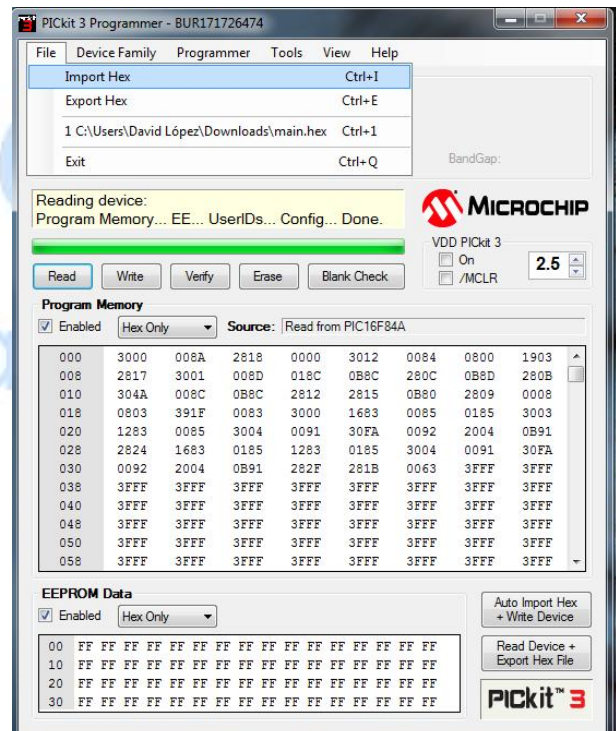 PICkit 3 Programmer - BUR171726474
File Device Family Programmer Tools View Help
Import Hex Ctrl+I
Export Hex Ctrl+E
1 C:\Users\David López\Downloads\main.hex Ctrl+1
Exit Ctrl+Q
BandGap:
Reading device:
Program Memory... EE... UserIDs... Config... Done.
MICROCHIP
VDD PICkit 3
On
/MCLR
2.5
Read Write Verify Erase Blank Check
Program Memory
Enabled Hex Only Source: Read from PIC16F84A
000 3000 008A 2818 0000 3012 0084 0800 1903
008 2817 3001 008D 018C 0B8C 280C 0B8D 280B
010 304A 008C 0B8C 2812 2815 0B80 2809 0008
018 0803 391F 0083 3000 1683 0085 0185 3003
020 1283 0085 3004 0091 30FA 0092 2004 0B91
028 2824 1683 0185 1283 0185 3004 0091 30FA
030 0092 2004 0B91 282F 281B 0063 3FFF 3FFF
038 3FFF 3FFF 3FFF 3FFF 3FFF 3FFF 3FFF 3FFF
040 3FFF 3FFF 3FFF 3FFF 3FFF 3FFF 3FFF 3FFF
048 3FFF 3FFF 3FFF 3FFF 3FFF 3FFF 3FFF 3FFF
050 3FFF 3FFF 3FFF 3FFF 3FFF 3FFF 3FFF 3FFF
058 3FFF 3FFF 3FFF 3FFF 3FFF 3FFF 3FFF 3FFF
EEPROM Data
Enabled Hex Only
00 FF FF FF FF FF FF FF FF FF FF FF FF FF FF FF FF
10 FF FF FF FF FF FF FF FF FF FF FF FF FF FF FF FF
20 FF FF FF FF FF FF FF FF FF FF FF FF FF FF FF FF
30 FF FF FF FF FF FF FF FF FF FF FF FF FF FF FF FF
Auto Import Hex
+ Write Device
Read Device +
Export Hex File
PICkit™ 3